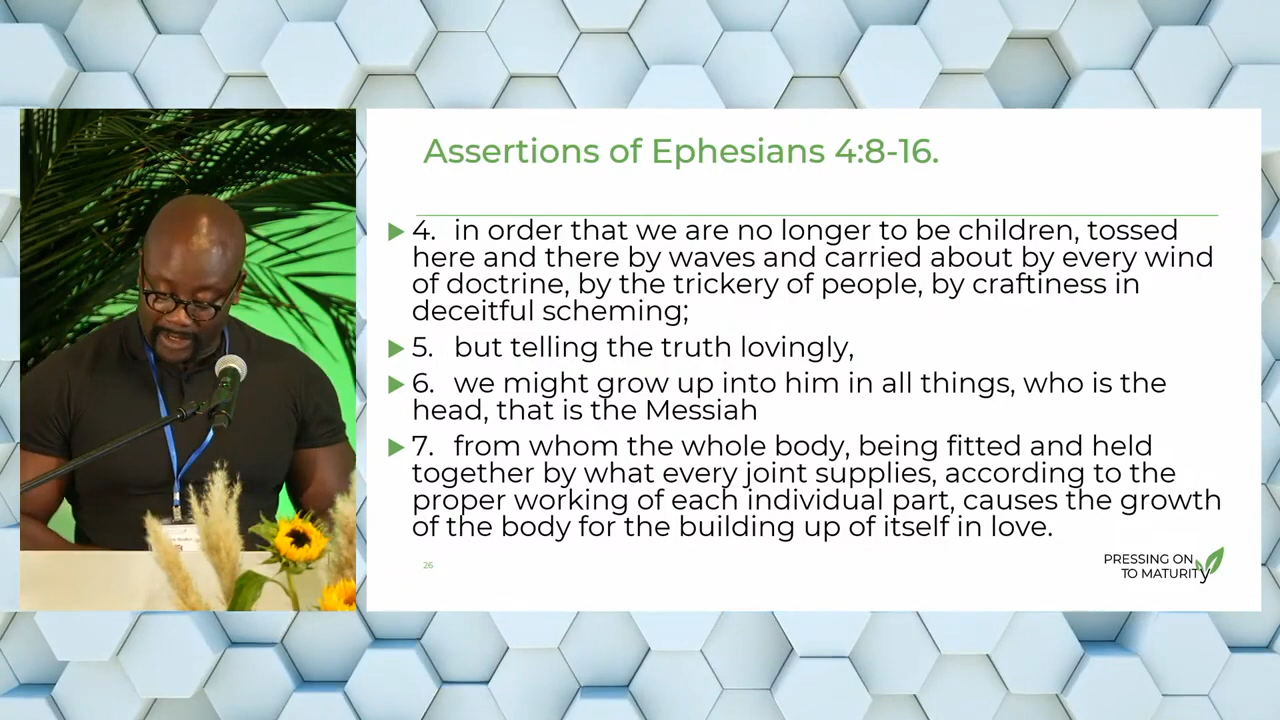 Assertions of Ephesians 4:8-16.
4. in order that we are no longer to be children, tossed
here and there by waves and carried about by every wind
of doctrine, by the trickery of people, by craftiness in
deceitful scheming;
5. but telling the truth lovingly,
6. we might grow up into him in all things, who is the
head, that is the Messiah
7. from whom the whole body, being fitted and held
together by what every joint supplies, according to the
proper working of each individual part, causes the growth
of the body for the building up of itself in love.
26
PRESSING ON
TO MATURITY